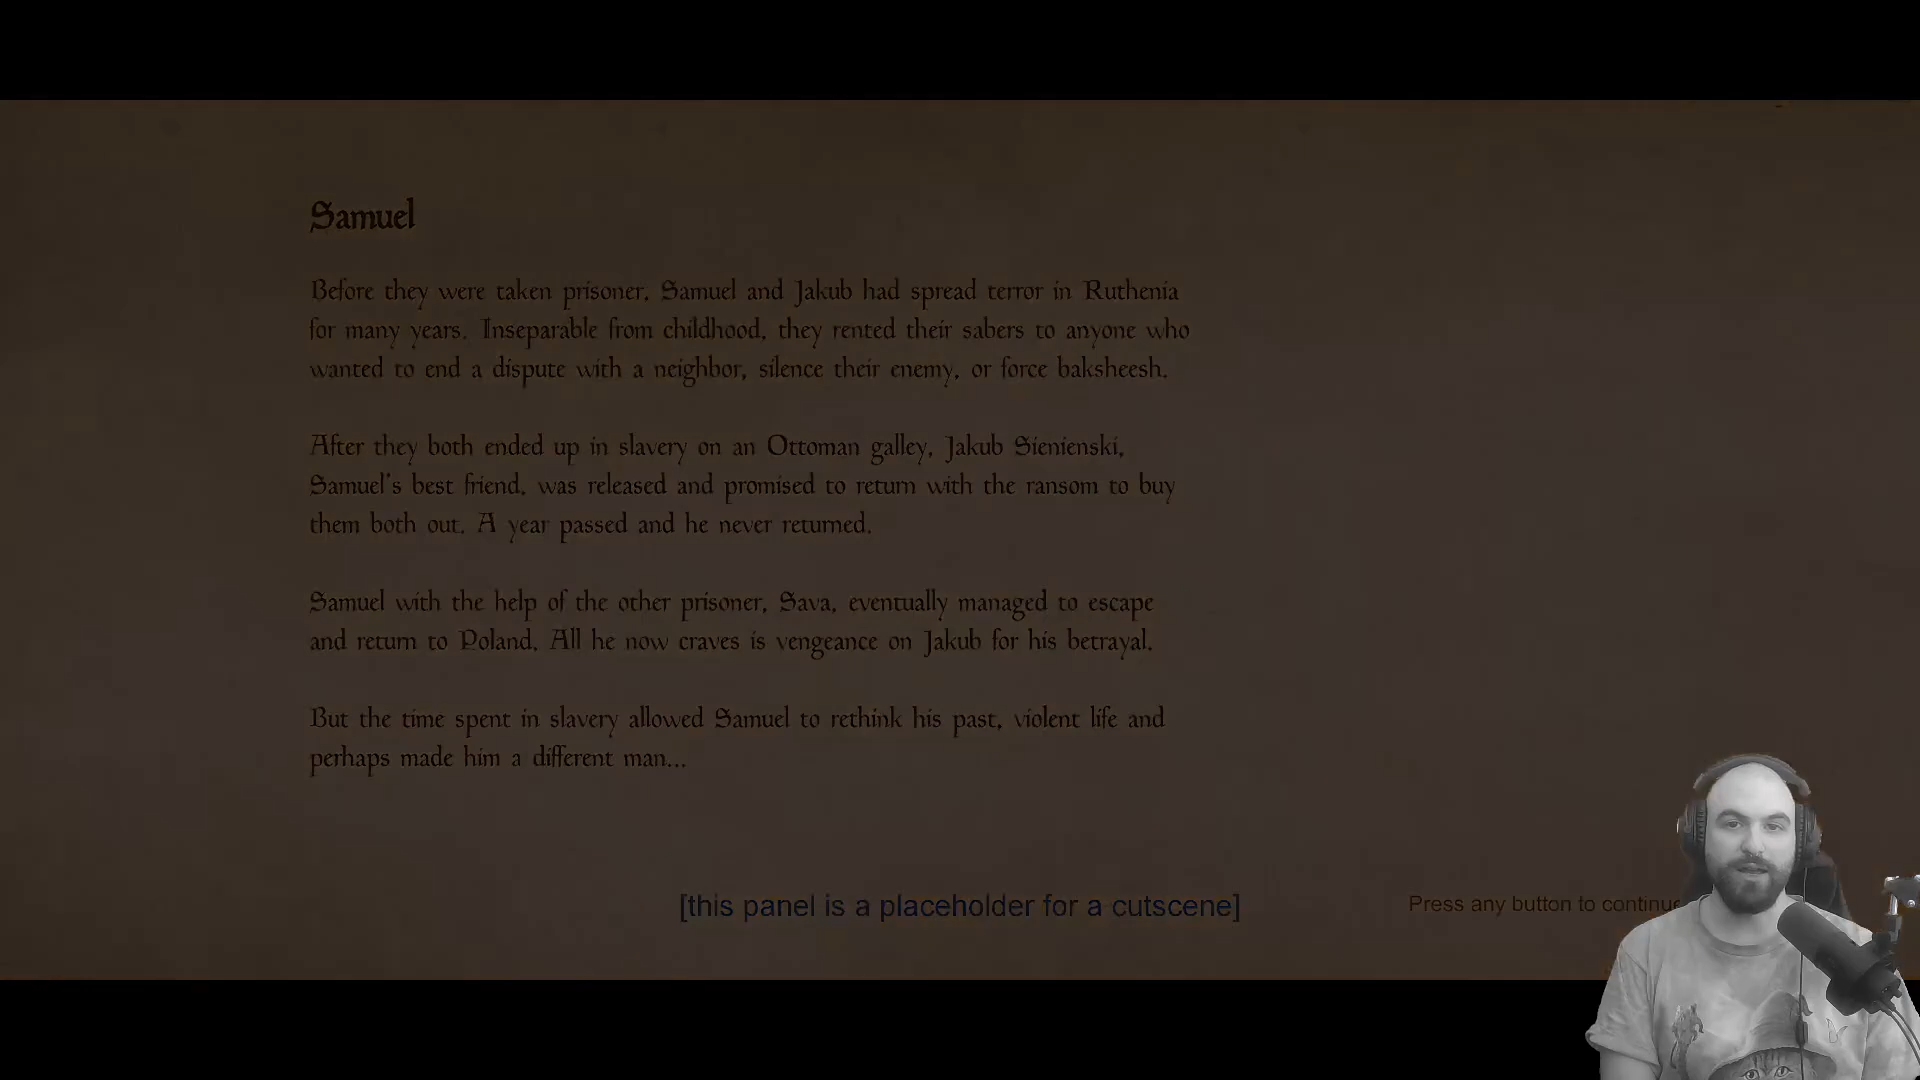 Samuel
Before they were taken prisoner, Samuel and Jakub had spread terror in Ruthenia
for many years. Inseparable from childhood, they rented their sabers to anyone who
wanted to end a dispute with a neighbor, silence their enemy, or force baksheesh.
After they both ended up in slavery on an Ottoman galley, Jakub Sienienski,
Samuel's best friend, was released and promised to return with the ransom to buy
them both out. A year passed and he never returned.
Samuel with the help of the other prisoner, Sava, eventually managed to escape
and return to Poland. All he now craves is vengeance on Jakub for his betrayal.
But the time spent in slavery allowed Samuel to rethink his past, violent life and
perhaps made him a different man...
[this panel is a placeholder for a cutscene]
Press any button to continue